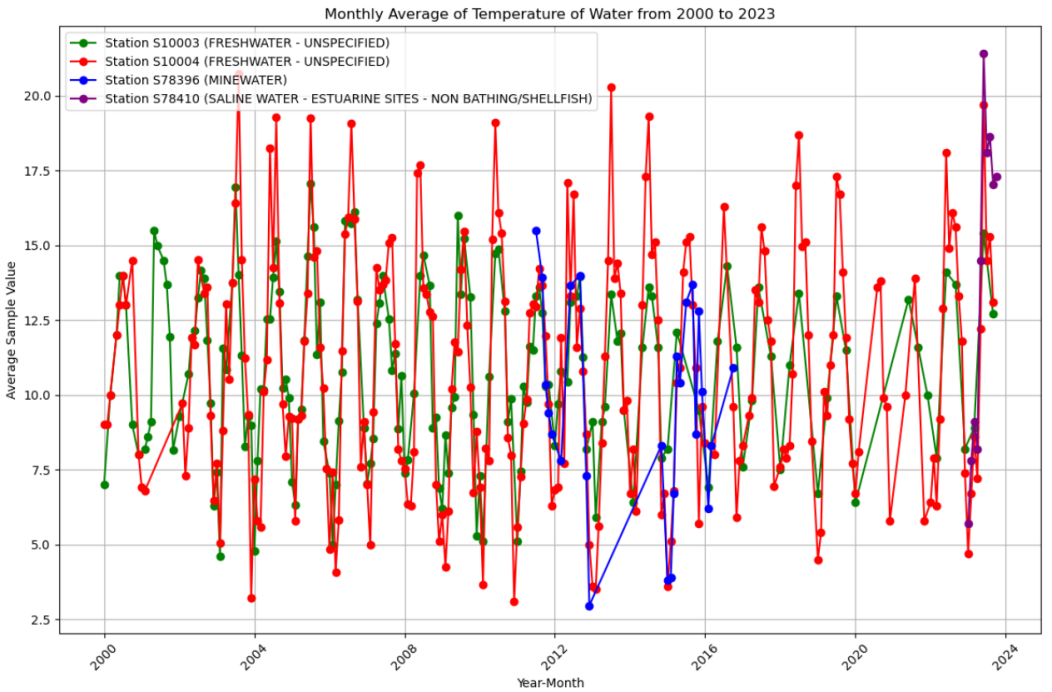 Monthly Average of Temperature of Water from 2000 to 2023
Station S10003 (FRESHWATER - UNSPECIFIED)
Station S10004 (FRESHWATER - UNSPECIFIED)
Station S78396 (MINEWATER)
Station S78410 (SALINE WATER - ESTUARINE SITES - NON BATHING/SHELLFISH)
Average Sample Value
20.0
17.5
15.0
12.5
10.0
7.5
5.0
2.5
2000
2004
2008
2012
2016
2020
2024
Year-Month